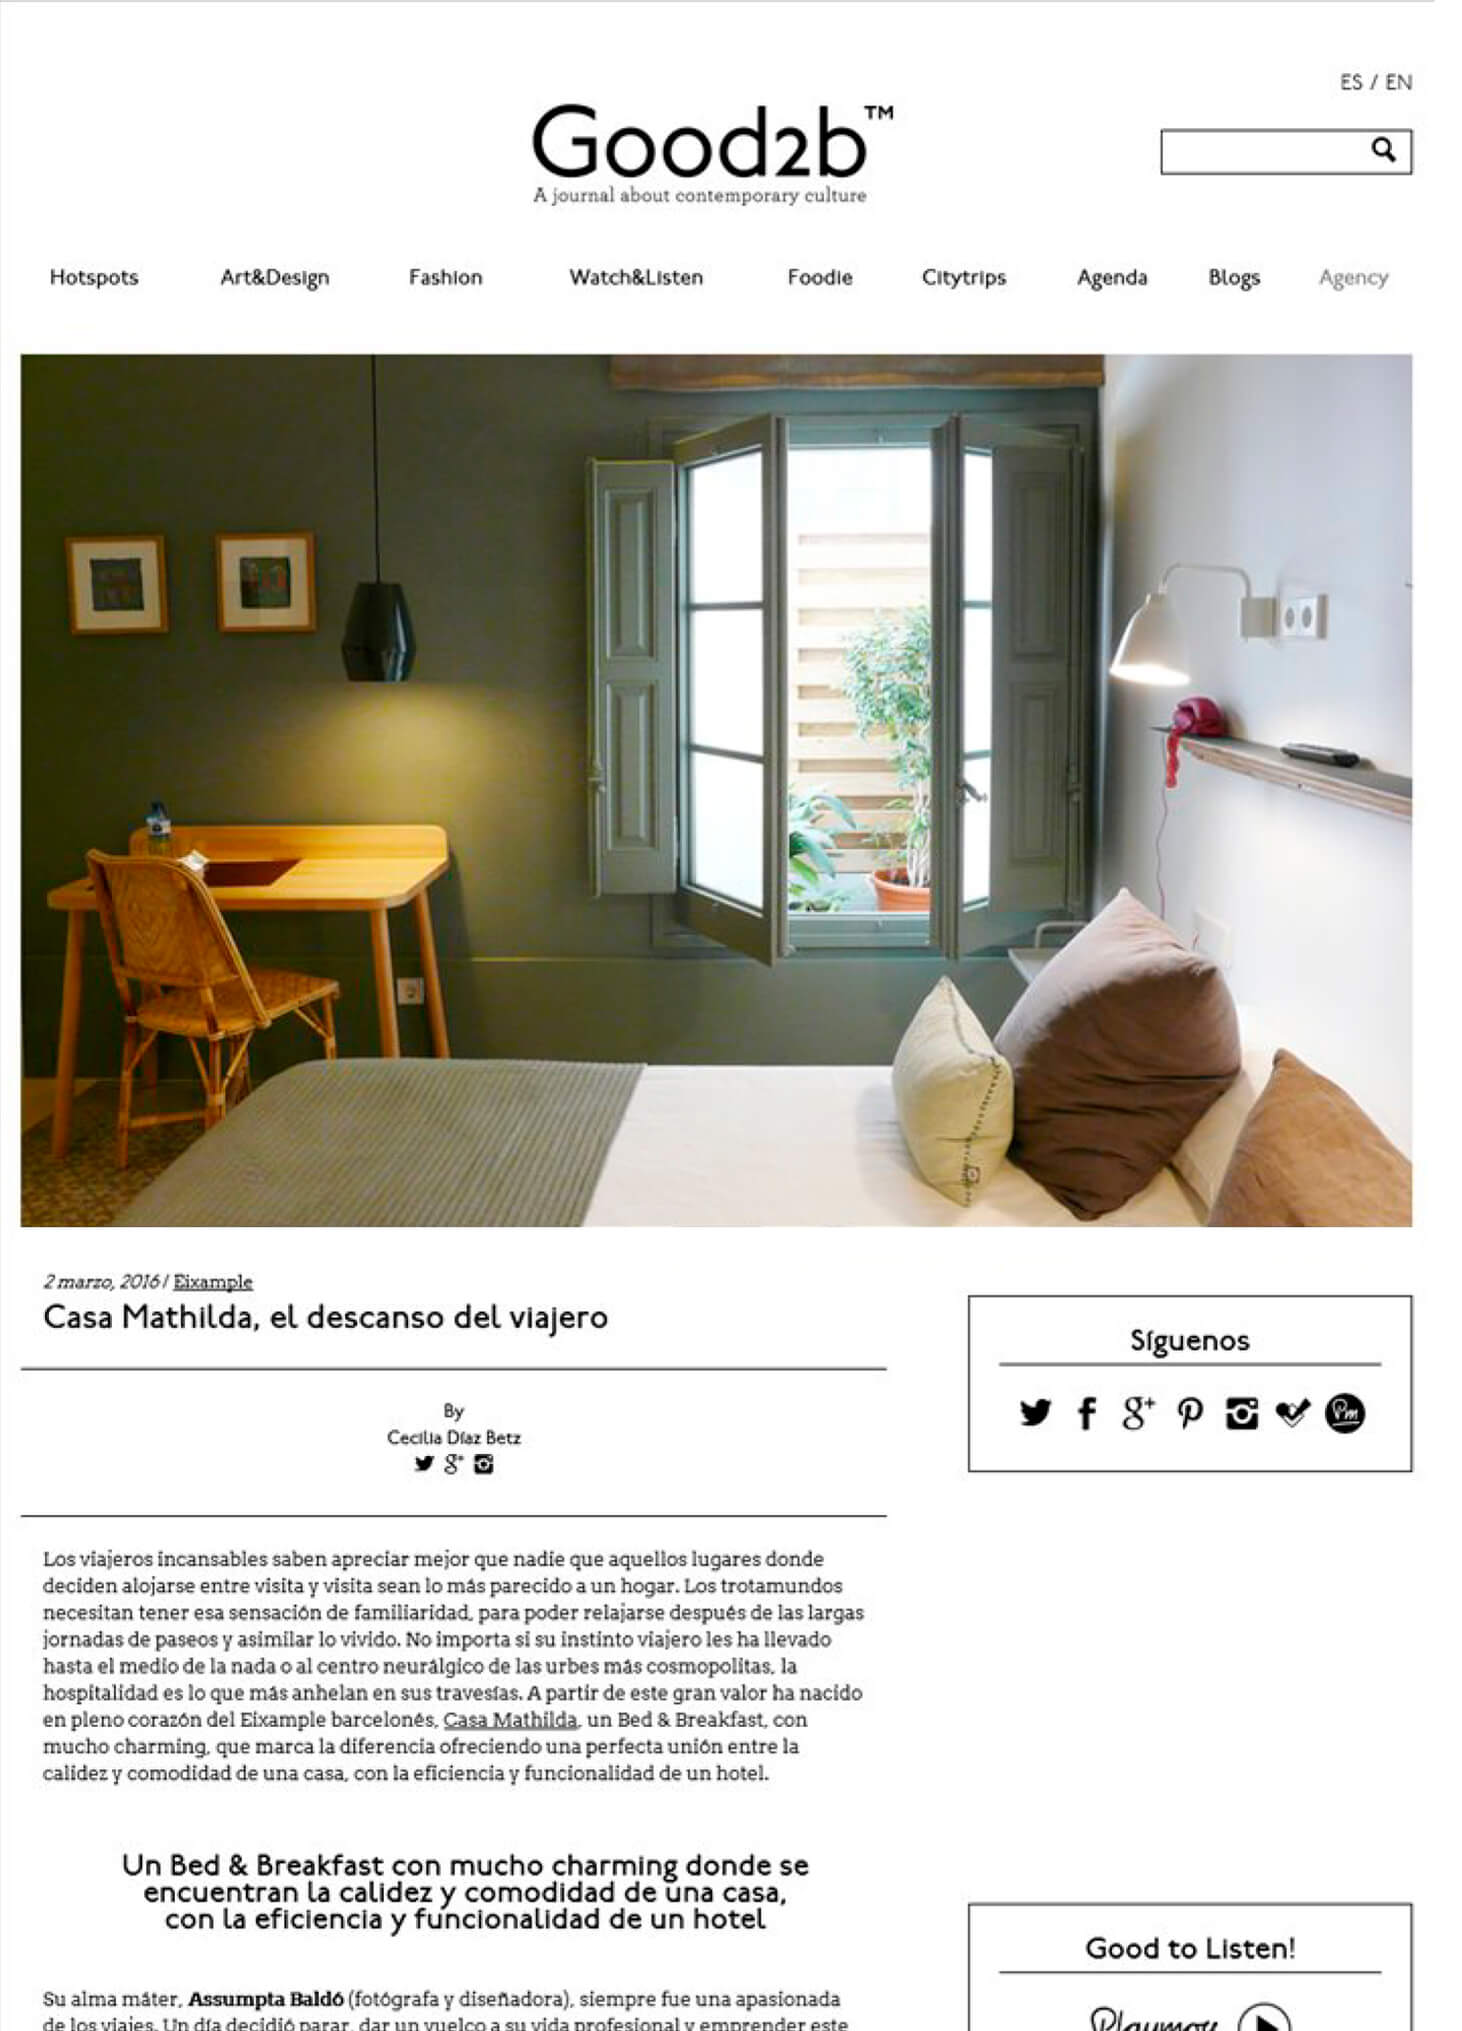 ES / EN
Good2b™
A journal about contemporary culture
Hotspots Art&Design Fashion Watch&Listen Foodie Citytrips Agenda Blogs Agency
2 marzo, 2016 / Eixample
Casa Mathilda, el descanso del viajero
By
Cecilia Díaz Betz
Los viajeros incansables saben apreciar mejor que nadie que aquellos lugares donde
deciden alojarse entre visita y visita sean lo más parecido a un hogar. Los trotamundos
necesitan tener esa sensación de familiaridad, para poder relajarse después de las largas
jornadas de paseos y asimilar lo vivido. No importa si su instinto viajero les ha llevado
hasta el medio de la nada o al centro neurálgico de las urbes más cosmopolitas, la
hospitalidad es lo que más anhelan en sus travesías. A partir de este gran valor ha nacido
en pleno corazón del Eixample barcelonés, Casa Mathilda, un Bed & Breakfast, con
mucho charming, que marca la diferencia ofreciendo una perfecta unión entre la
calidez y comodidad de una casa, con la eficiencia y funcionalidad de un hotel.
Un Bed & Breakfast con mucho charming donde se
encuentran la calidez y comodidad de una casa,
con la eficiencia y funcionalidad de un hotel
Su alma máter, Assumpta Baldó (fotógrafa y diseñadora), siempre fue una apasionada
de los viajes. Un día decidió parar, dar un vuelco a su vida profesional y emprender este
Síguenos
g+
Pm
Good to Listen!
Playmoss